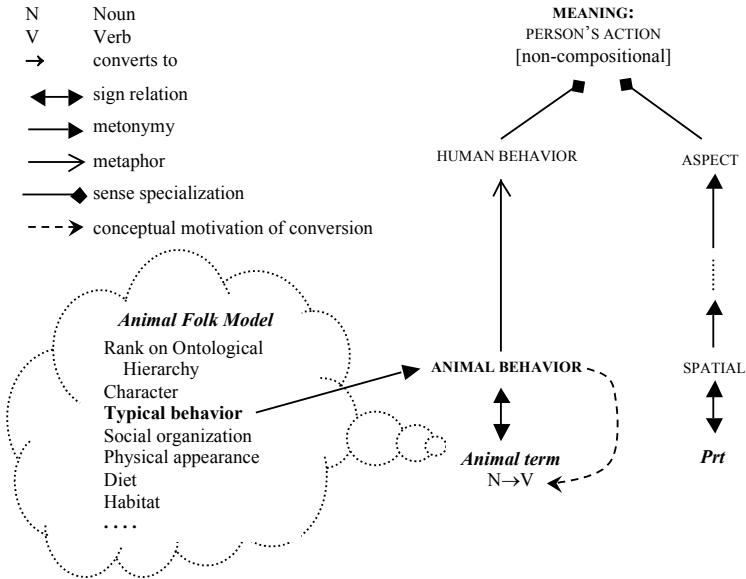 N Noun
V Verb
→ converts to
sign relation
metonymy
metaphor
sense specialization
conceptual motivation of conversion
MEANING:
PERSON'S ACTION
[non-compositional]
HUMAN BEHAVIOR
ASPECT
Animal Folk Model
Rank on Ontological
Hierarchy
Character
Typical behavior
Social organization
Physical appearance
Diet
Habitat
. . . .
ANIMAL BEHAVIOR
SPATIAL
Animal term
N→V
Prt